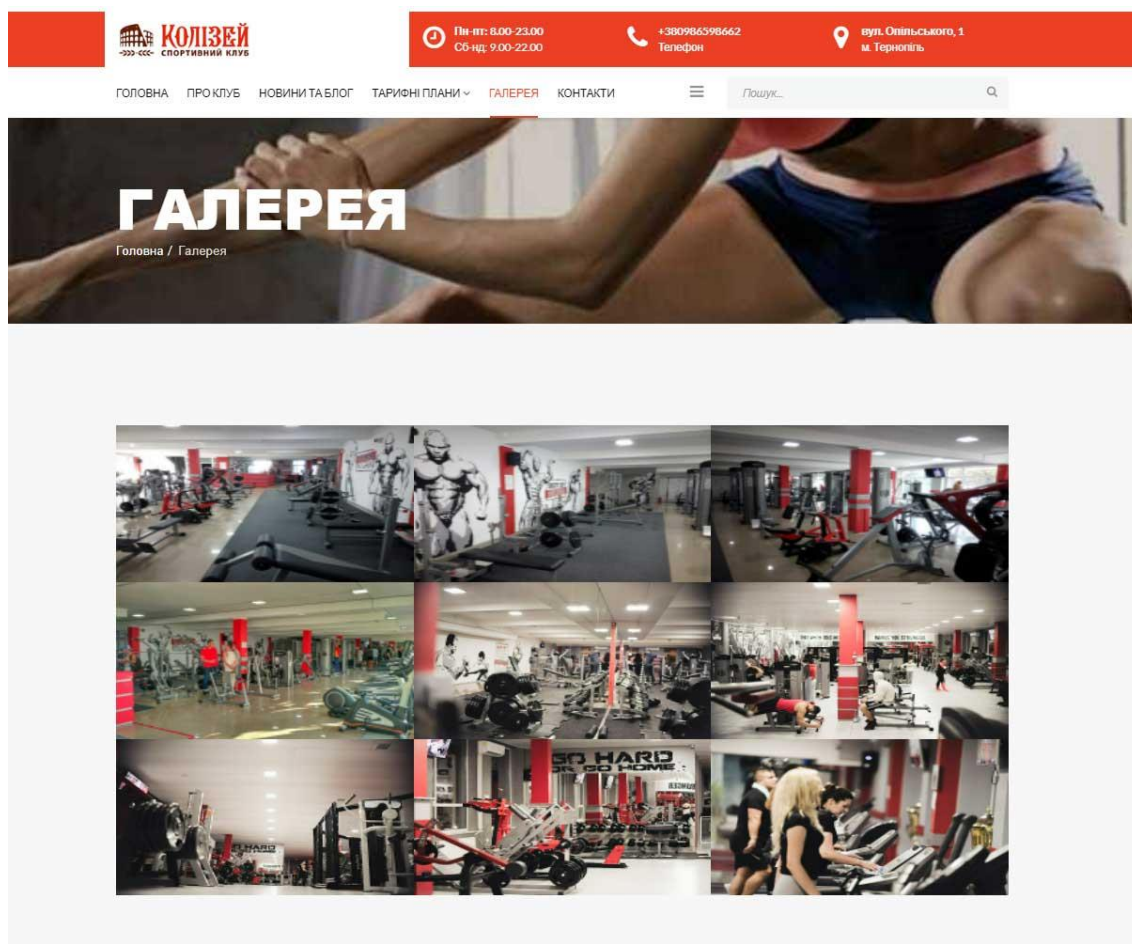 КОЛІЗЕЙ
СПОРТИВНИЙ КЛУБ
Пн-пт: 8.00-23.00
Сб-нд: 9.00-22.00
+380986598662
Телефон
вул. Опільського, 1
м. Тернопіль
ГОЛОВНА ПРО КЛУБ НОВИНИ ТА БЛОГ ТАРИФНІ ПЛАНИ ГАЛЕРЕЯ КОНТАКТИ
Пошук...
ГАЛЕРЕЯ
Головна / Галерея
GO HARD
OR GO HOME